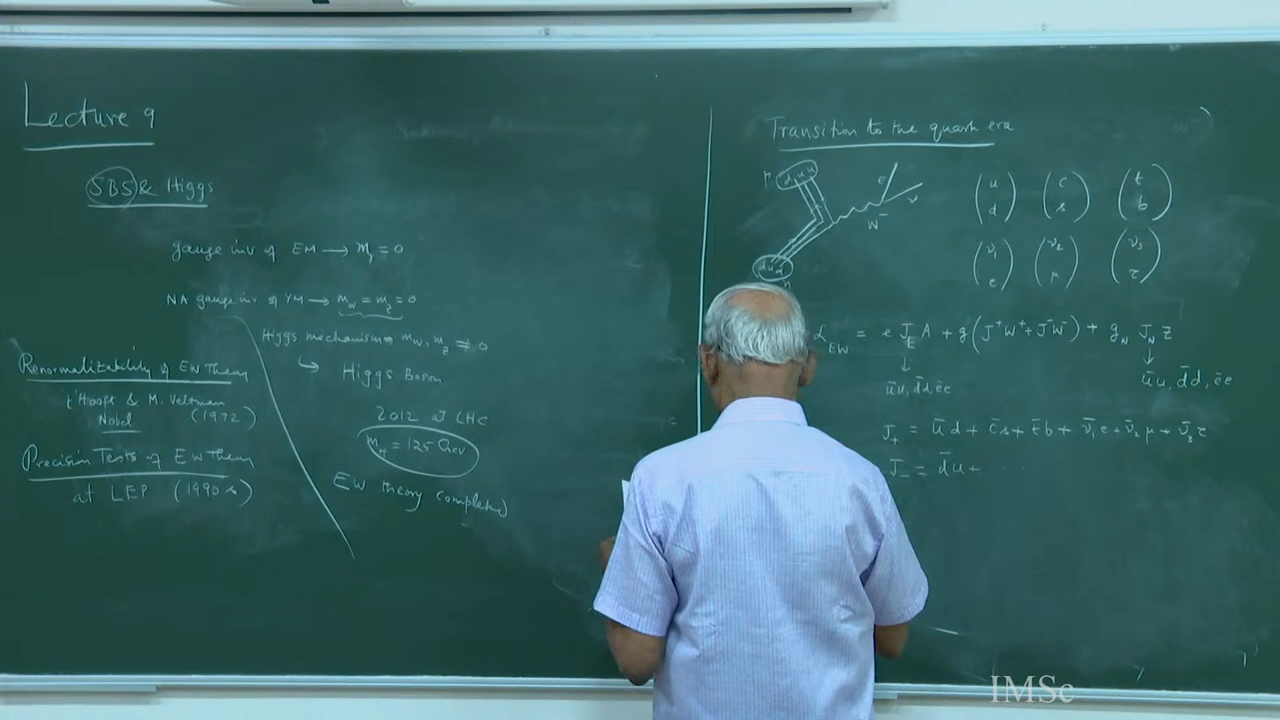 Lecture 9
SBS & Higgs
gauge inv of EM → m_γ = 0
NA gauge inv of YM → m_W = m_Z = 0
Higgs mechanism → m_W, m_Z ≠ 0
↳ Higgs Boson
2012 at LHC
m_H = 125 GeV
EW theory completed
Renormalizability of EW Theory
t'Hooft & M. Veltman
Nobel (1972)
Precision Tests of EW Theory
at LEP (1990s)
Transition to the quark era
p d u u
e ν
W⁻
d u d
n
(u d) (c s) (t b)
(ν₁ e) (ν₂ μ) (ν₃ τ)
L_EW = e J_E A + g(J⁺W⁺ + J⁻W⁻) + g_N J_N Z
ūu, d̄d, ēe ūu, d̄d, ēe
J₊ = ūd + c̄s + t̄b + ν̄₁e + ν̄₂μ + ν̄₃τ
J₋ = d̄u + ...
IMSc